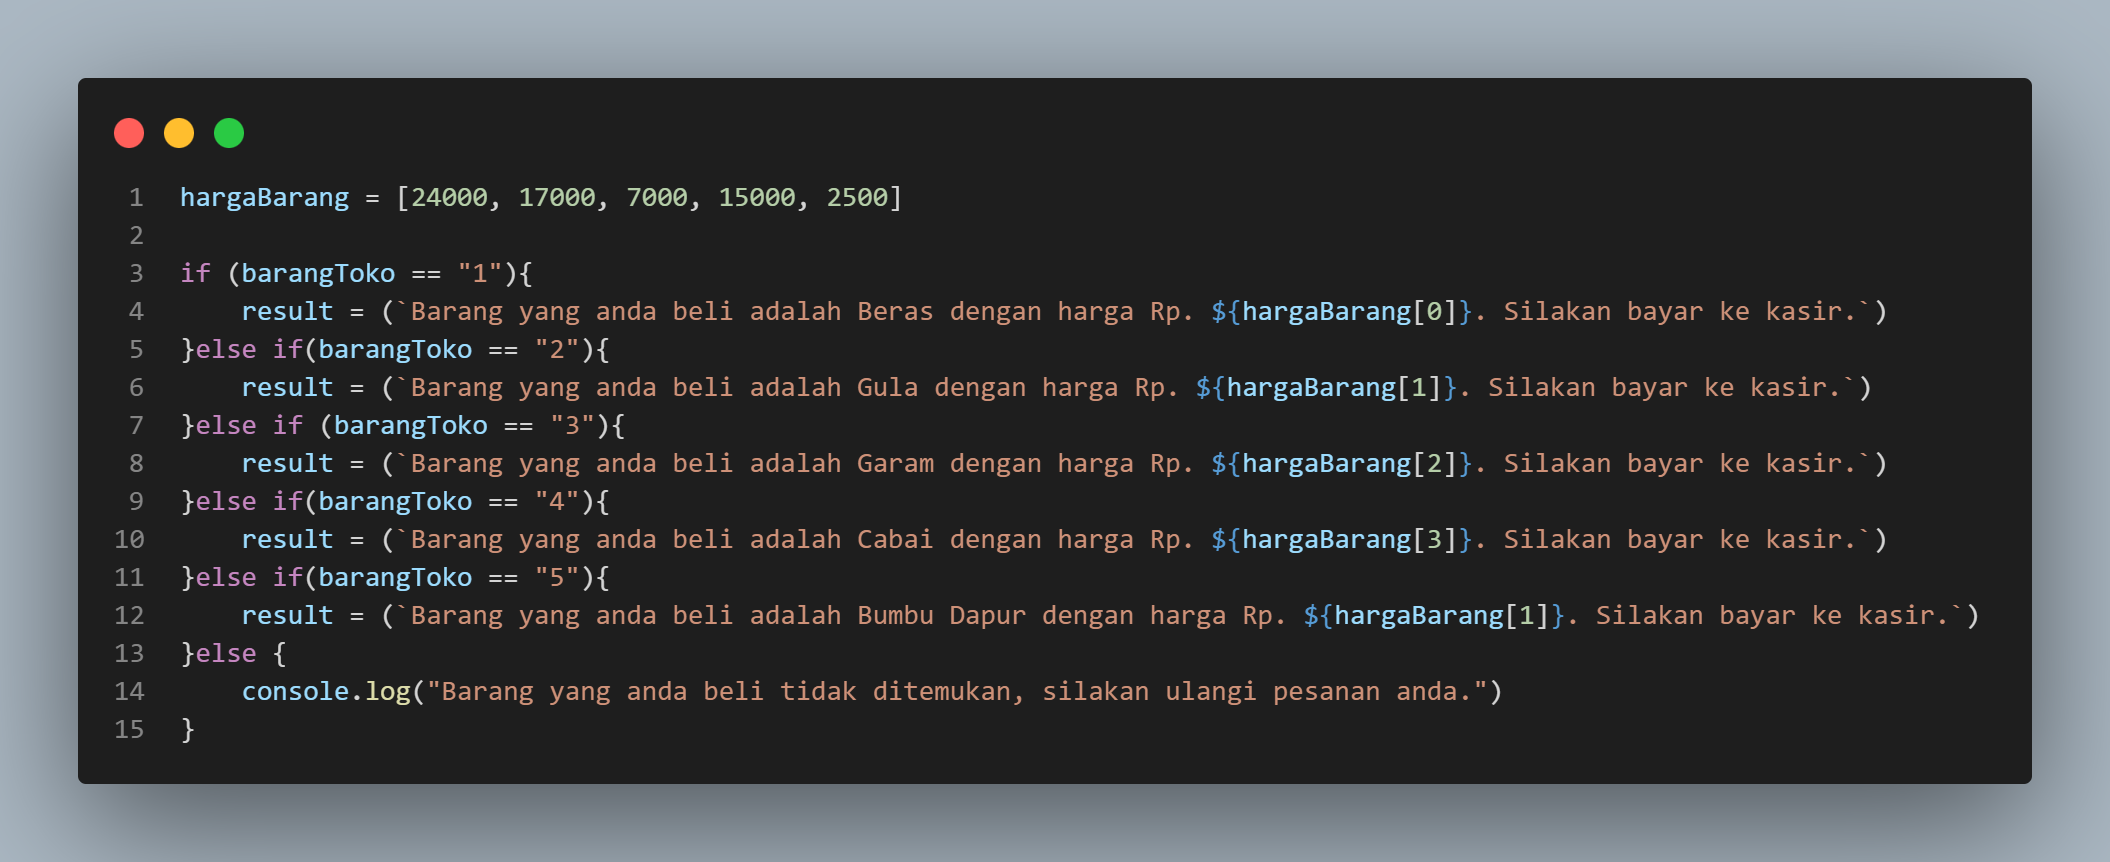 1 hargaBarang = [24000, 17000, 7000, 15000, 2500]
2
3 if (barangToko == "1"){
4     result = (`Barang yang anda beli adalah Beras dengan harga Rp. ${hargaBarang[0]}. Silakan bayar ke kasir.`)
5 }else if(barangToko == "2"){
6     result = (`Barang yang anda beli adalah Gula dengan harga Rp. ${hargaBarang[1]}. Silakan bayar ke kasir.`)
7 }else if (barangToko == "3"){
8     result = (`Barang yang anda beli adalah Garam dengan harga Rp. ${hargaBarang[2]}. Silakan bayar ke kasir.`)
9 }else if(barangToko == "4"){
10     result = (`Barang yang anda beli adalah Cabai dengan harga Rp. ${hargaBarang[3]}. Silakan bayar ke kasir.`)
11 }else if(barangToko == "5"){
12     result = (`Barang yang anda beli adalah Bumbu Dapur dengan harga Rp. ${hargaBarang[1]}. Silakan bayar ke kasir.`)
13 }else {
14     console.log("Barang yang anda beli tidak ditemukan, silakan ulangi pesanan anda.")
15 }